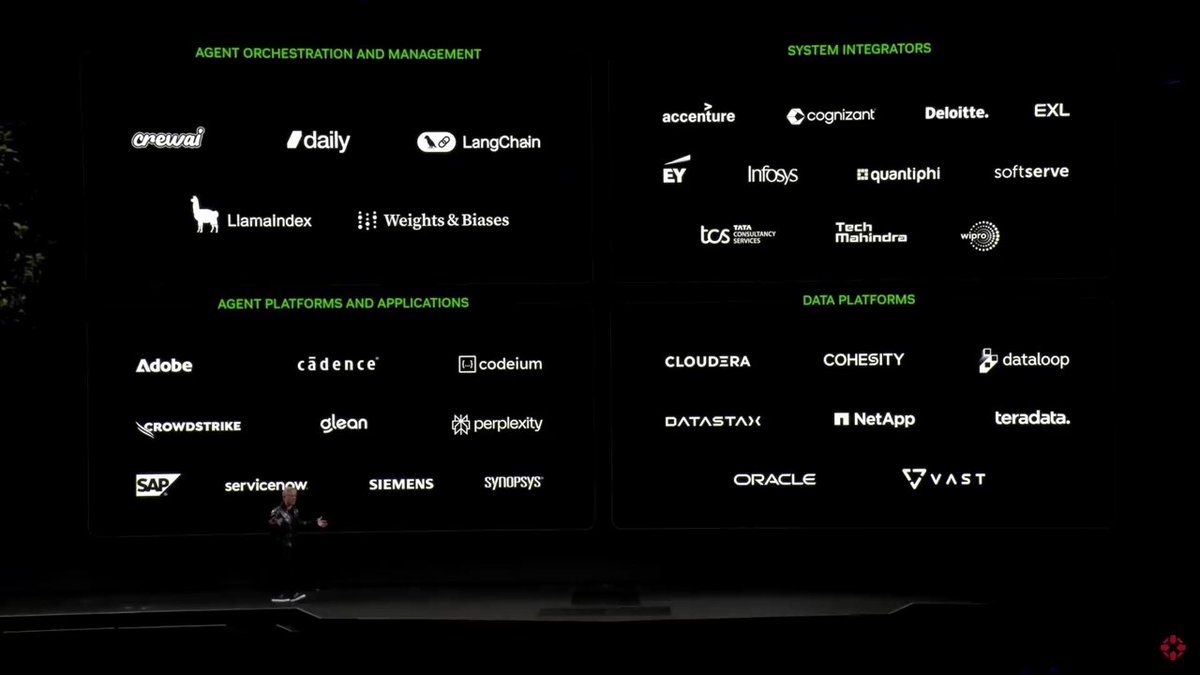 AGENT ORCHESTRATION AND MANAGEMENT
crewai daily LangChain
LlamaIndex Weights & Biases
SYSTEM INTEGRATORS
accenture cognizant Deloitte. EXL
EY Infosys quantiphi softserve
tcs TATA CONSULTANCY SERVICES Tech Mahindra wipro
AGENT PLATFORMS AND APPLICATIONS
Adobe cādence codeium
CROWDSTRIKE glean perplexity
SAP servicenow SIEMENS SYNOPSYS
DATA PLATFORMS
CLOUDERA COHESITY dataloop
DATASTAX NetApp teradata.
ORACLE VAST